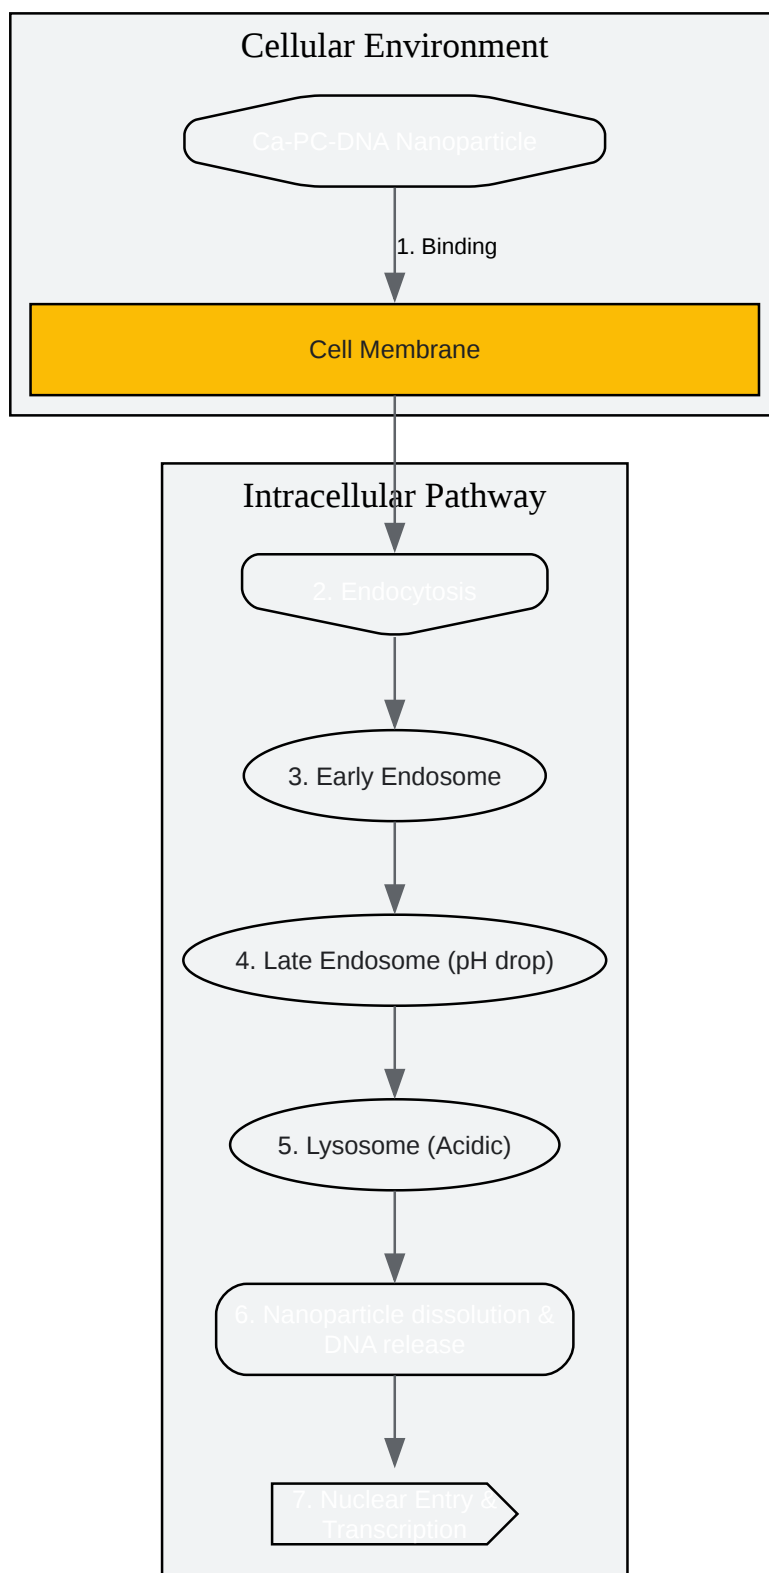 Cellular Environment
Ca-PC-DNA Nanoparticle
1. Binding
Cell Membrane
Intracellular Pathway
2. Endocytosis
3. Early Endosome
4. Late Endosome (pH drop)
5. Lysosome (Acidic)
6. Nanoparticle dissolution &
DNA release
7. Nuclear Entry &
Transcription